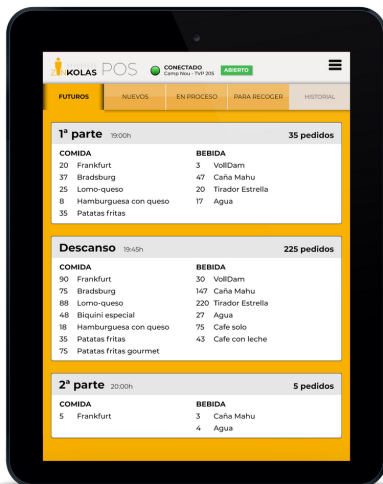 ZINKOLAS POS
CONECTADO
Camp Nou - TVP 205
ABIERTO
FUTUROS
NUEVOS
EN PROCESO
PARA RECOGER
HISTORIAL
1ª parte 19:00h 35 pedidos
COMIDA
20 Frankfurt
37 Bradsburg
25 Lomo-queso
8 Hamburguesa con queso
35 Patatas fritas
BEBIDA
3 VollDam
47 Caña Mahu
20 Tirador Estrella
17 Agua
Descanso 19:45h 225 pedidos
COMIDA
90 Frankfurt
75 Bradsburg
88 Lomo-queso
48 Biquini especial
18 Hamburguesa con queso
35 Patatas fritas
75 Patatas fritas gourmet
BEBIDA
30 VollDam
147 Caña Mahu
220 Tirador Estrella
27 Agua
75 Cafe solo
43 Cafe con leche
2ª parte 20:00h 5 pedidos
COMIDA
5 Frankfurt
BEBIDA
3 Caña Mahu
4 Agua